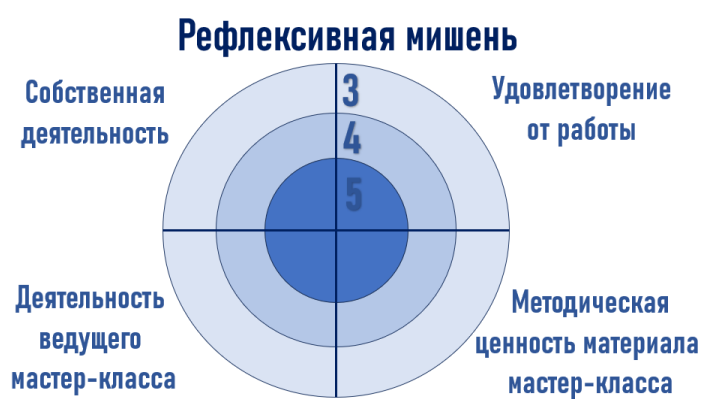 Рефлексивная мишень
Собственная
деятельность
3
4
5
Удовлетворение
от работы
Деятельность
ведущего
мастер-класса
Методическая
ценность материала
мастер-класса